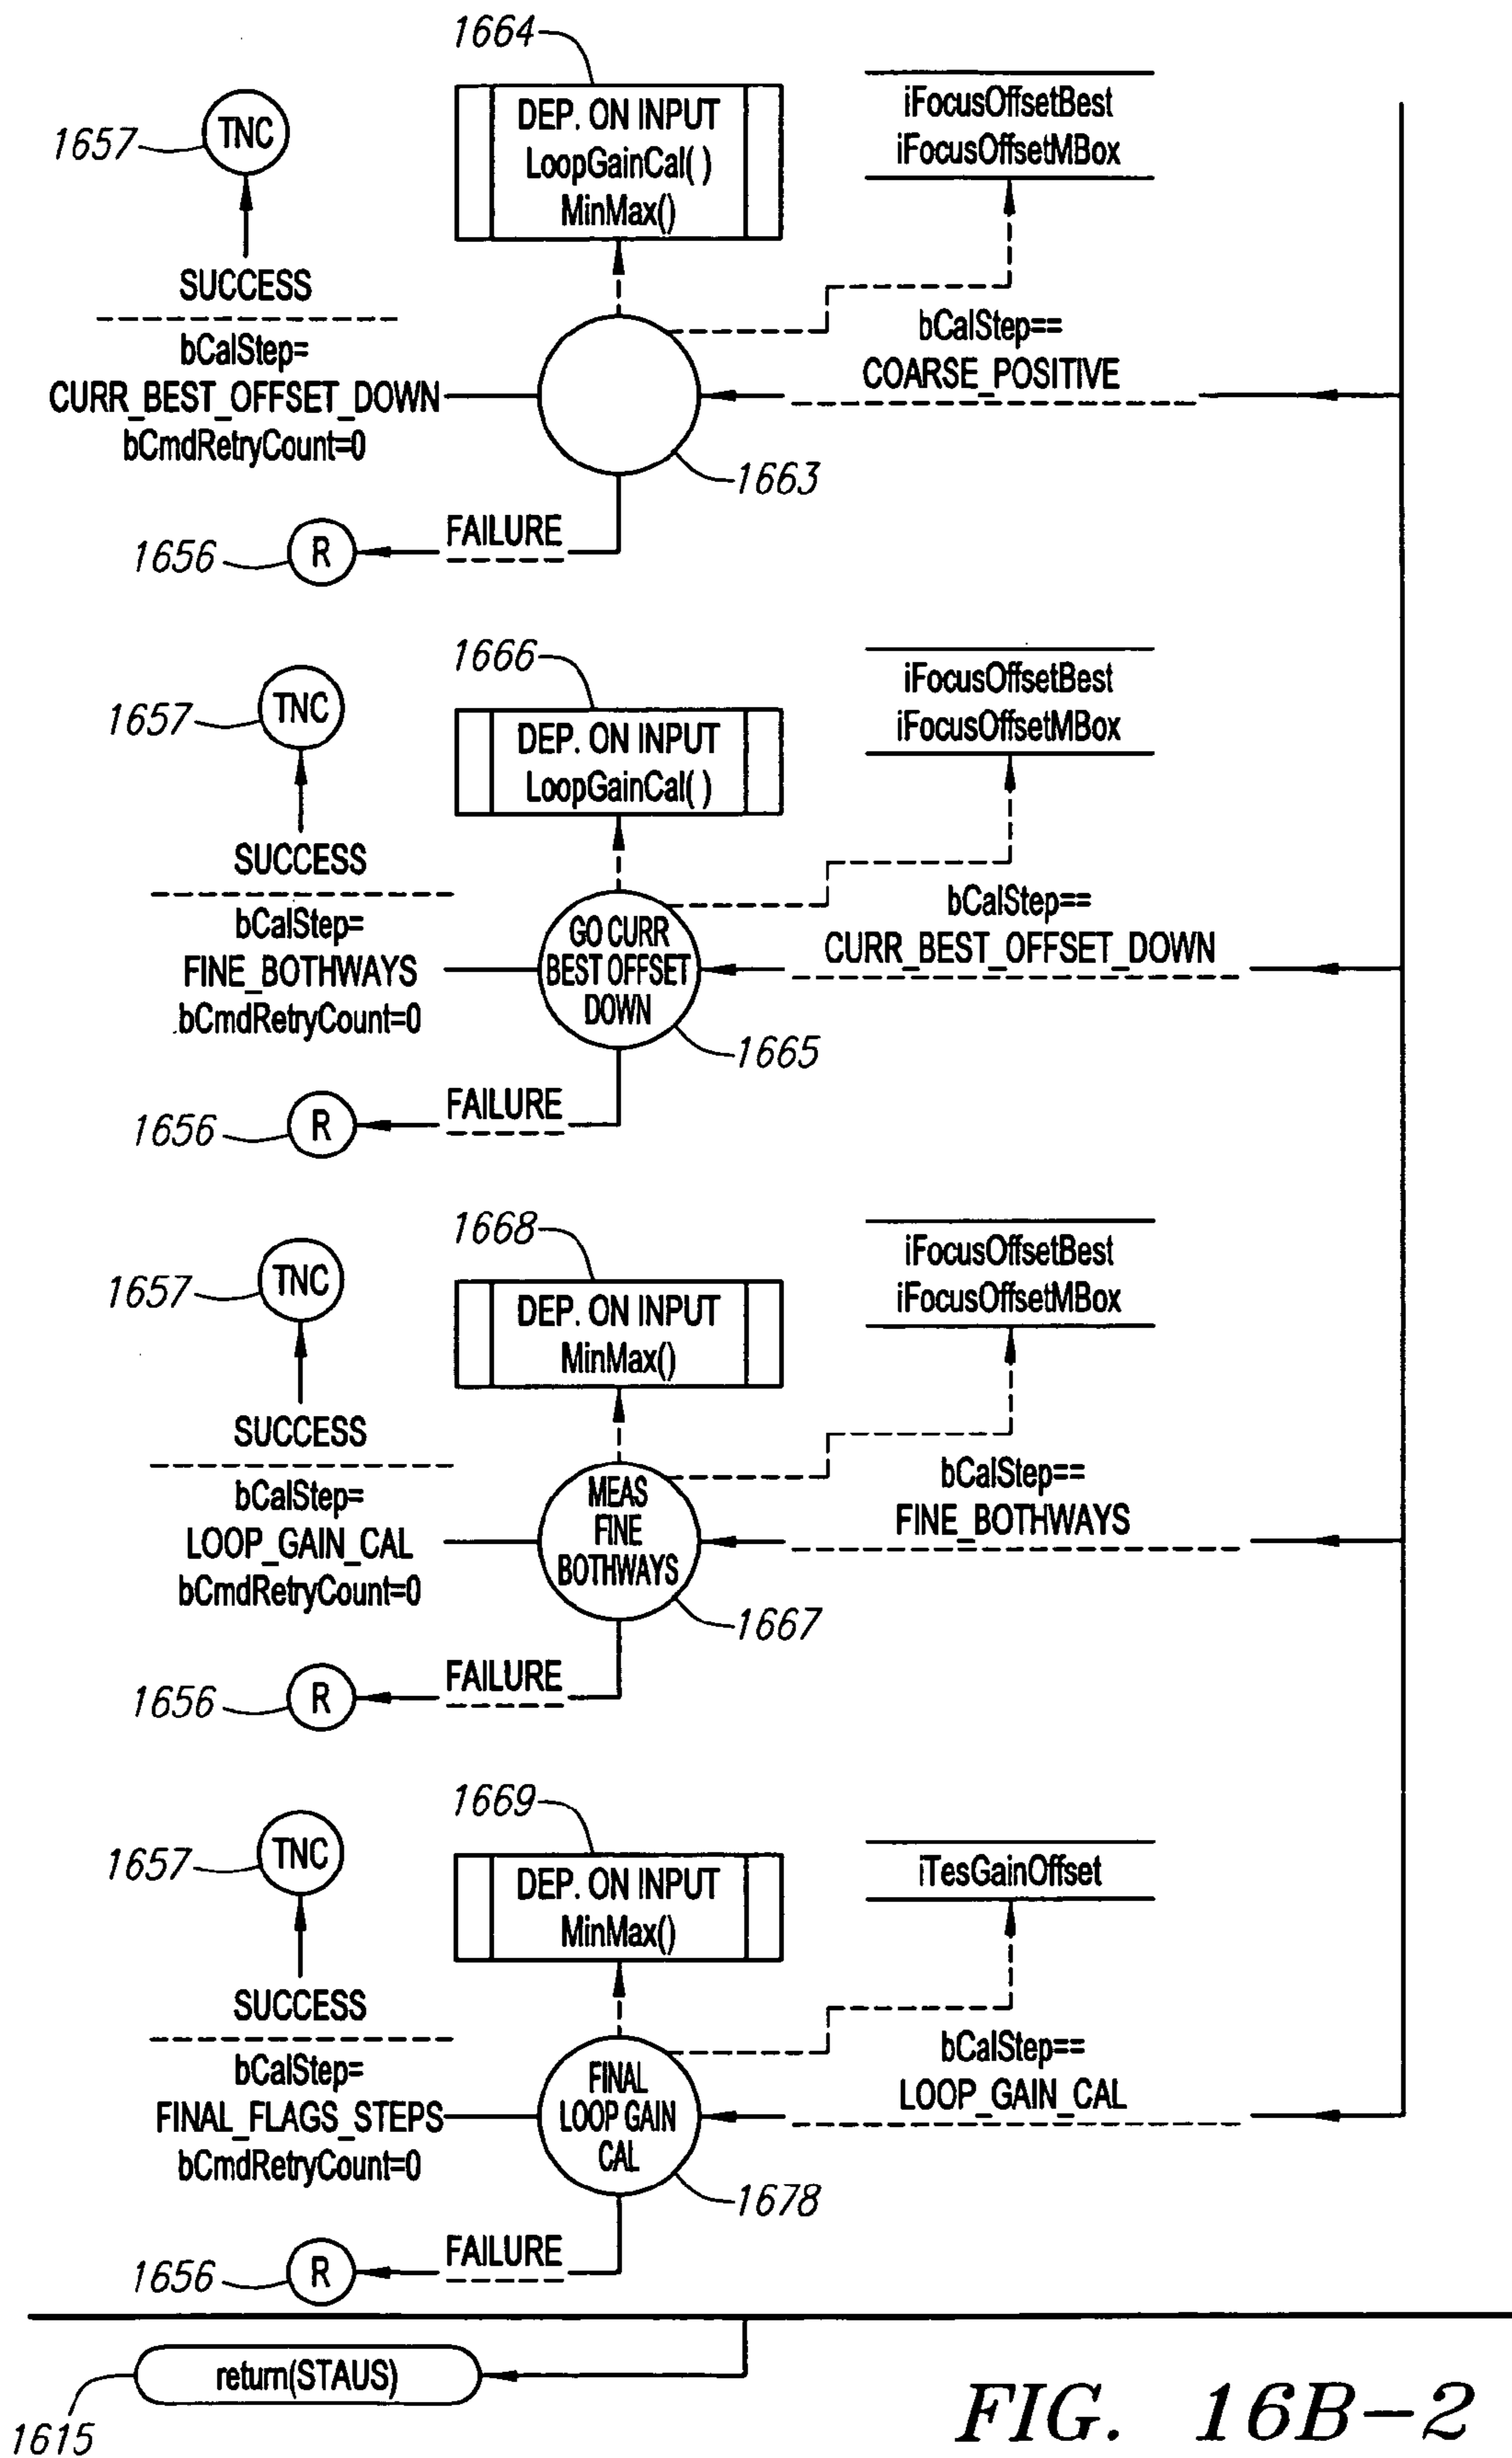 1664
1657
TNC
DEP. ON INPUT
LoopGainCal( )
MinMax()
iFocusOffsetBest
iFocusOffsetMBox
SUCCESS
bCalStep=
CURR_BEST_OFFSET_DOWN
bCmdRetryCount=0
bCalStep==
COARSE_POSITIVE
1663
1656
R
FAILURE
1666
1657
TNC
DEP. ON INPUT
LoopGainCal( )
iFocusOffsetBest
iFocusOffsetMBox
SUCCESS
bCalStep=
FINE_BOTHWAYS
bCmdRetryCount=0
GO CURR
BEST OFFSET
DOWN
bCalStep==
CURR_BEST_OFFSET_DOWN
1665
1656
R
FAILURE
1668
1657
TNC
DEP. ON INPUT
MinMax()
iFocusOffsetBest
iFocusOffsetMBox
SUCCESS
bCalStep=
LOOP_GAIN_CAL
bCmdRetryCount=0
MEAS
FINE
BOTHWAYS
bCalStep==
FINE_BOTHWAYS
1667
1656
R
FAILURE
1669
1657
TNC
DEP. ON INPUT
MinMax()
iTesGainOffset
SUCCESS
bCalStep=
FINAL_FLAGS_STEPS
bCmdRetryCount=0
FINAL
LOOP GAIN
CAL
bCalStep==
LOOP_GAIN_CAL
1678
1656
R
FAILURE
return(STAUS)
1615
FIG. 16B-2